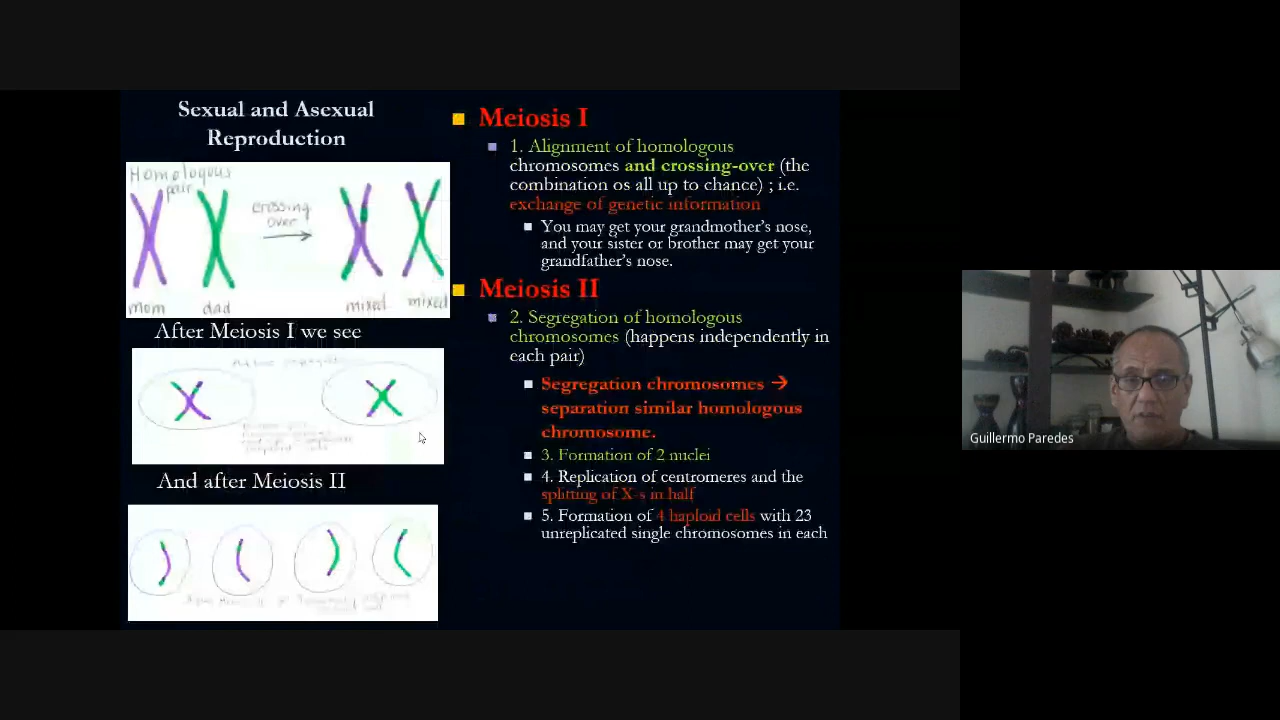 Sexual and Asexual
Reproduction
Homologous
pair
crossing
over
mom
dad
mixed
mixed
After Meiosis I we see
And after Meiosis II
Meiosis I
1. Alignment of homologous
chromosomes and crossing-over (the
combination os all up to chance) ; i.e.
exchange of genetic information
You may get your grandmother's nose,
and your sister or brother may get your
grandfather's nose.
Meiosis II
2. Segregation of homologous
chromosomes (happens independently in
each pair)
Segregation chromosomes →
separation similar homologous
chromosome.
3. Formation of 2 nuclei
4. Replication of centromeres and the
splitting of X-s in half
5. Formation of 4 haploid cells with 23
unreplicated single chromosomes in each
Guillermo Paredes